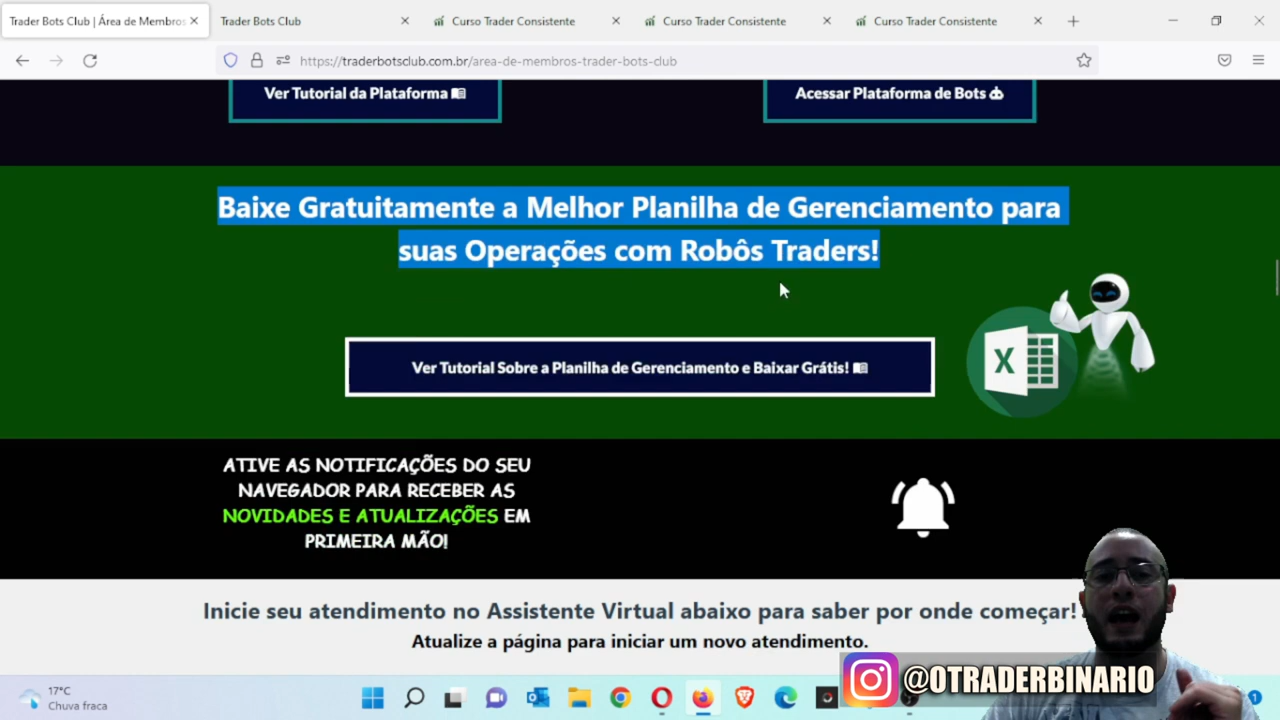 Trader Bots Club | Área de Membros
Trader Bots Club
Curso Trader Consistente
Curso Trader Consistente
Curso Trader Consistente
https://traderbotsclub.com.br/area-de-membros-trader-bots-club
Ver Tutorial da Plataforma
Acessar Plataforma de Bots
Baixe Gratuitamente a Melhor Planilha de Gerenciamento para
suas Operações com Robôs Traders!
Ver Tutorial Sobre a Planilha de Gerenciamento e Baixar Grátis!
X
ATIVE AS NOTIFICAÇÕES DO SEU
NAVEGADOR PARA RECEBER AS
NOVIDADES E ATUALIZAÇÕES EM
PRIMEIRA MÃO!
Inicie seu atendimento no Assistente Virtual abaixo para saber por onde começar!
Atualize a página para iniciar um novo atendimento.
@OTRADERBINARIO
17°C
Chuva fraca
1